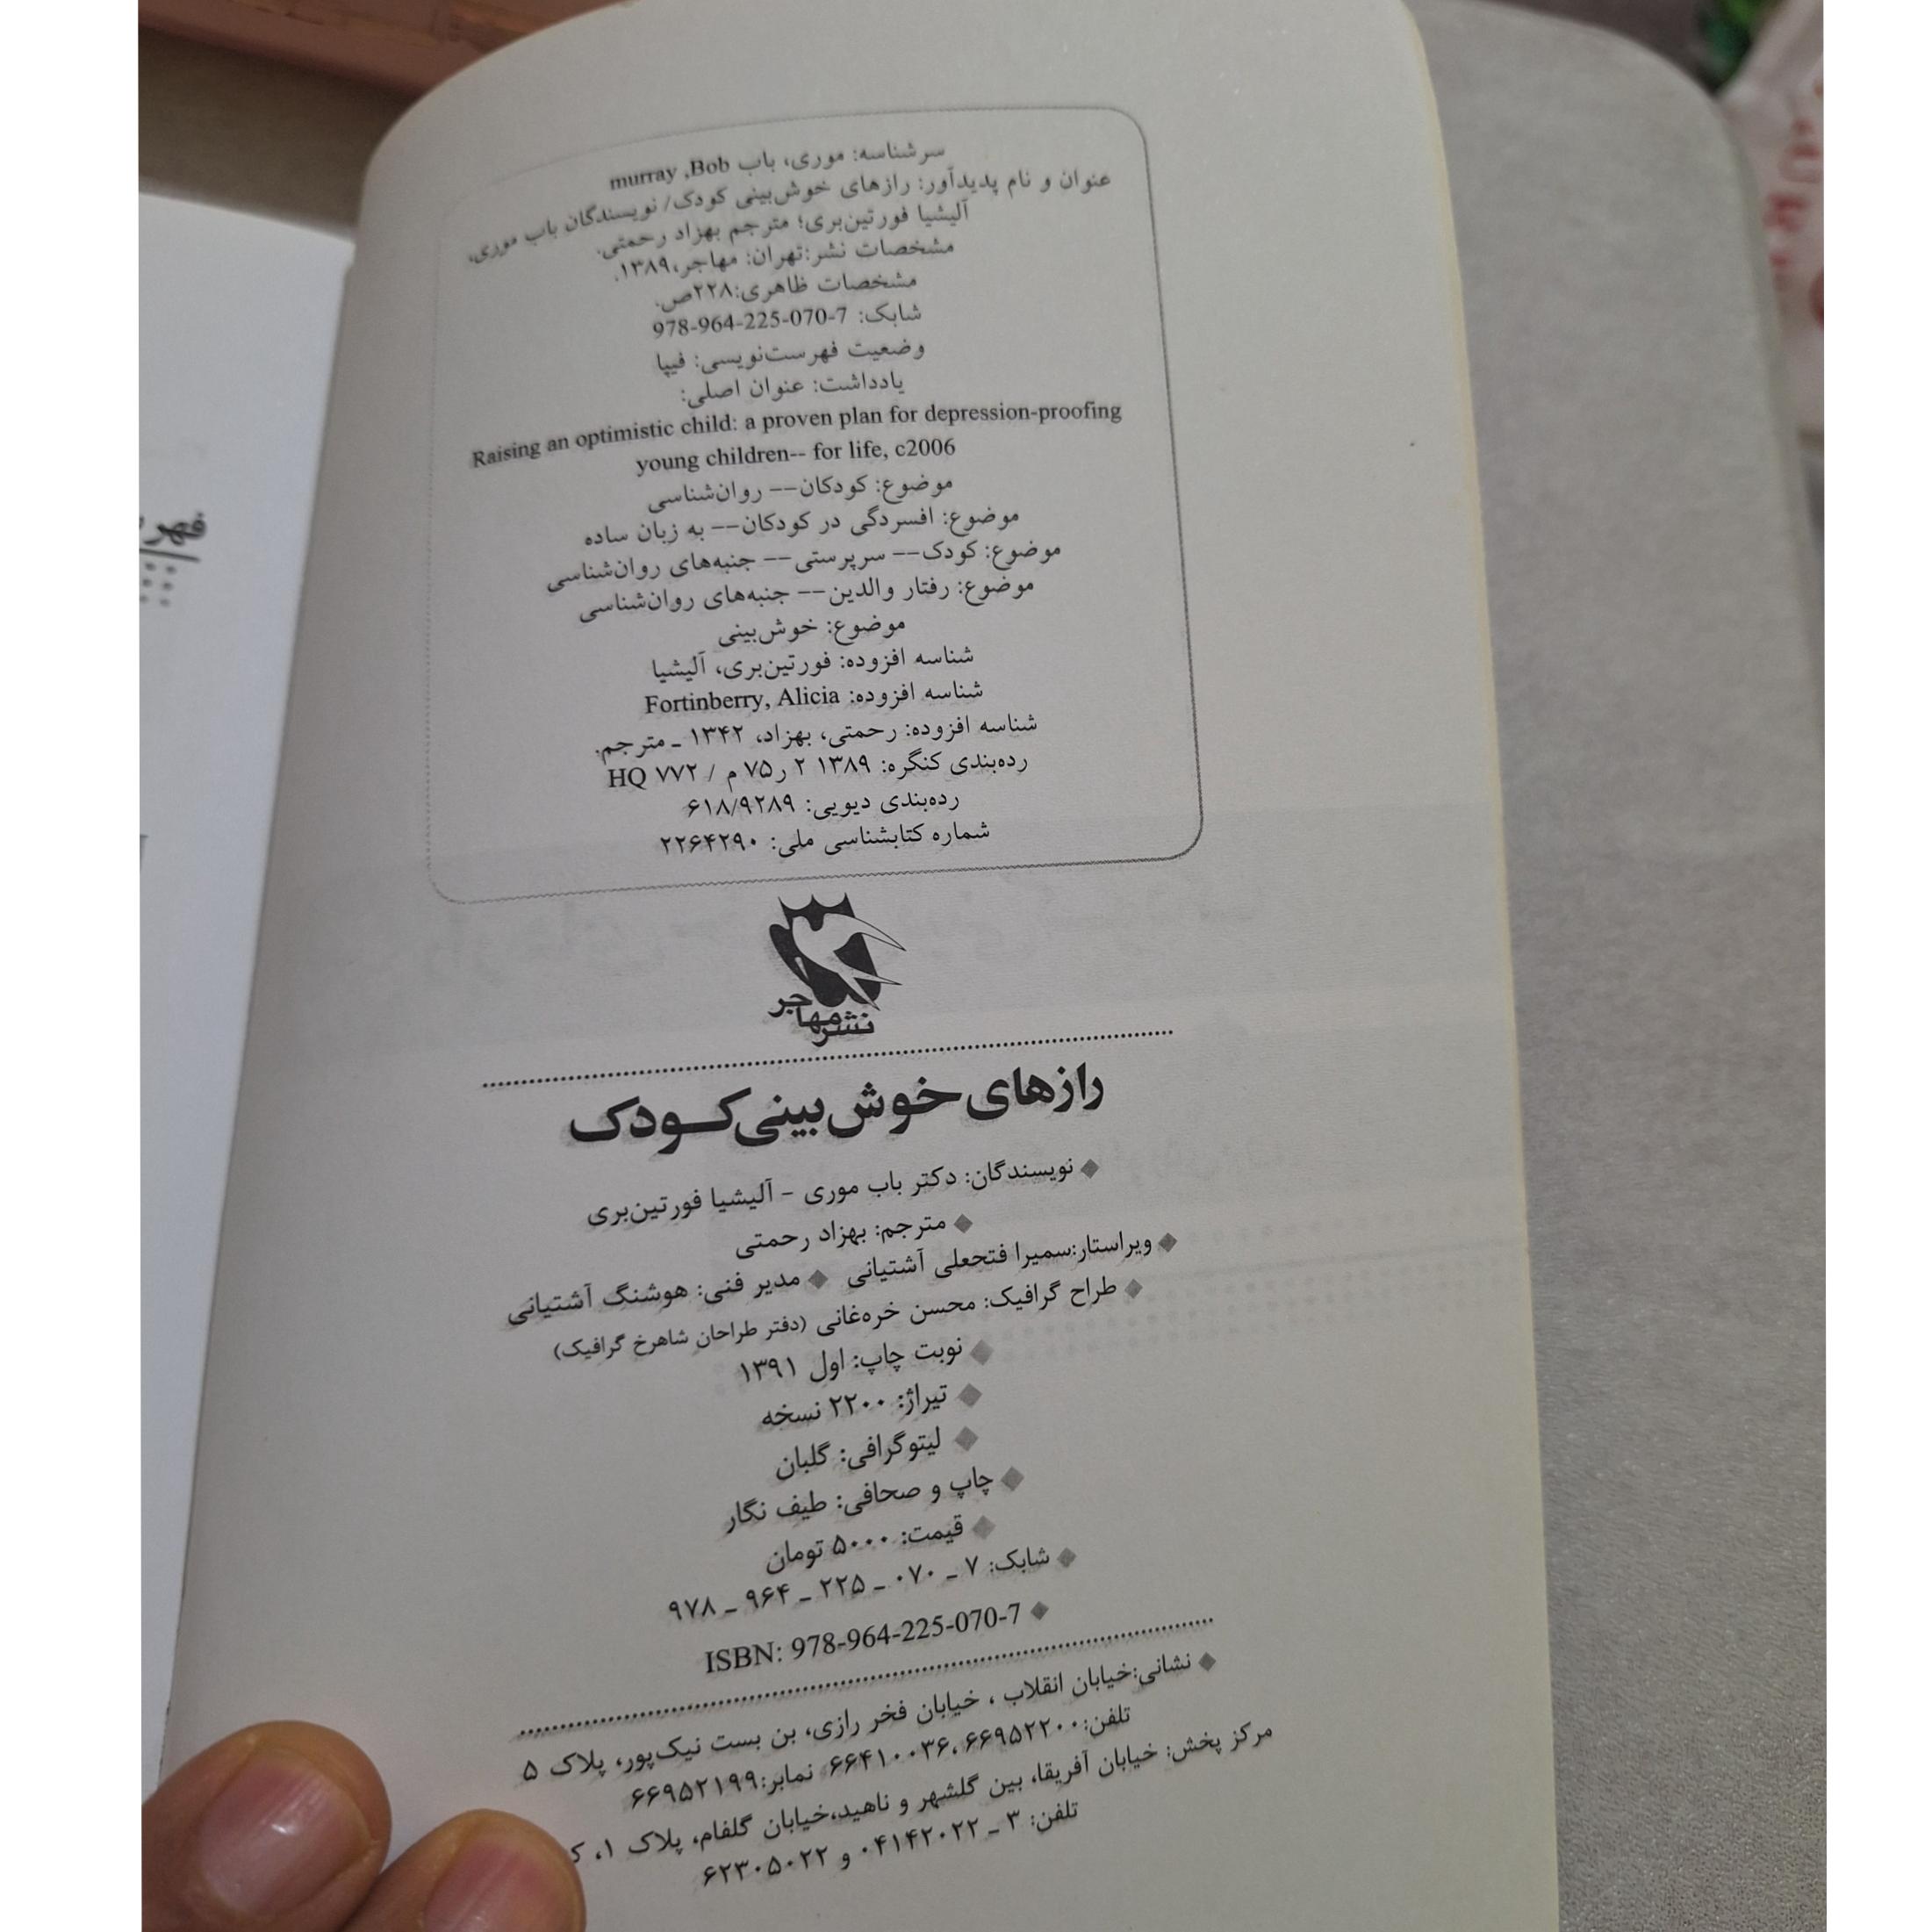 سرشناسه: موری، باب murray ,Bob
عنوان و نام پدیدآور: رازهای خوش‌بینی کودک/ نویسندگان باب موری،
آلیشیا فورتین‌بری؛ مترجم بهزاد رحمتی.
مشخصات نشر:تهران: مهاجر،۱۳۸۹.
مشخصات ظاهری:۲۲۸ص.
شابک: 978-964-225-070-7
وضعیت فهرست‌نویسی: فیپا
یادداشت: عنوان اصلی:
Raising an optimistic child: a proven plan for depression-proofing
young children-- for life, c2006
موضوع: کودکان-- روان‌شناسی
موضوع: افسردگی در کودکان-- به زبان ساده
موضوع: کودک-- سرپرستی-- جنبه‌های روان‌شناسی
موضوع: رفتار والدین-- جنبه‌های روان‌شناسی
موضوع: خوش‌بینی
شناسه افزوده: فورتین‌بری، آلیشیا
شناسه افزوده: Fortinberry, Alicia
شناسه افزوده: رحمتی، بهزاد، ۱۳۴۲ ـ مترجم.
رده‌بندی کنگره: ۱۳۸۹ ۲ ر۷۵ م / HQ ۷۷۲
رده‌بندی دیویی: ۶۱۸/۹۲۸۹
شماره کتابشناسی ملی: ۲۲۶۴۲۹۰
نشر مهاجر
رازهای خوش‌بینی کودک
نویسندگان: دکتر باب موری - آلیشیا فورتین‌بری
مترجم: بهزاد رحمتی
ویراستار:سمیرا فتحعلی آشتیانی ◆ مدیر فنی: هوشنگ آشتیانی
طراح گرافیک: محسن خره‌غانی (دفتر طراحان شاهرخ گرافیک)
نوبت چاپ: اول ۱۳۹۱
تیراژ: ۲۲۰۰ نسخه
لیتوگرافی: گلبان
چاپ و صحافی: طیف نگار
قیمت: ۵۰۰۰ تومان
شابک: ۷ ـ ۰۷۰ ـ ۲۲۵ ـ ۹۶۴ ـ ۹۷۸
ISBN: 978-964-225-070-7
نشانی:خیابان انقلاب ، خیابان فخر رازی، بن بست نیک‌پور، پلاک ۵
تلفن:۶۶۴۱۰۰۳۶،۶۶۹۵۲۲۰۰ نمابر:۶۶۹۵۲۱۹۹
مرکز پخش: خیابان آفریقا، بین گلشهر و ناهید،خیابان گلفام، پلاک ۱،
تلفن: ۳ ـ ۰۴۱۴۲۰۲۲ و ۶۲۳۰۵۰۲۲